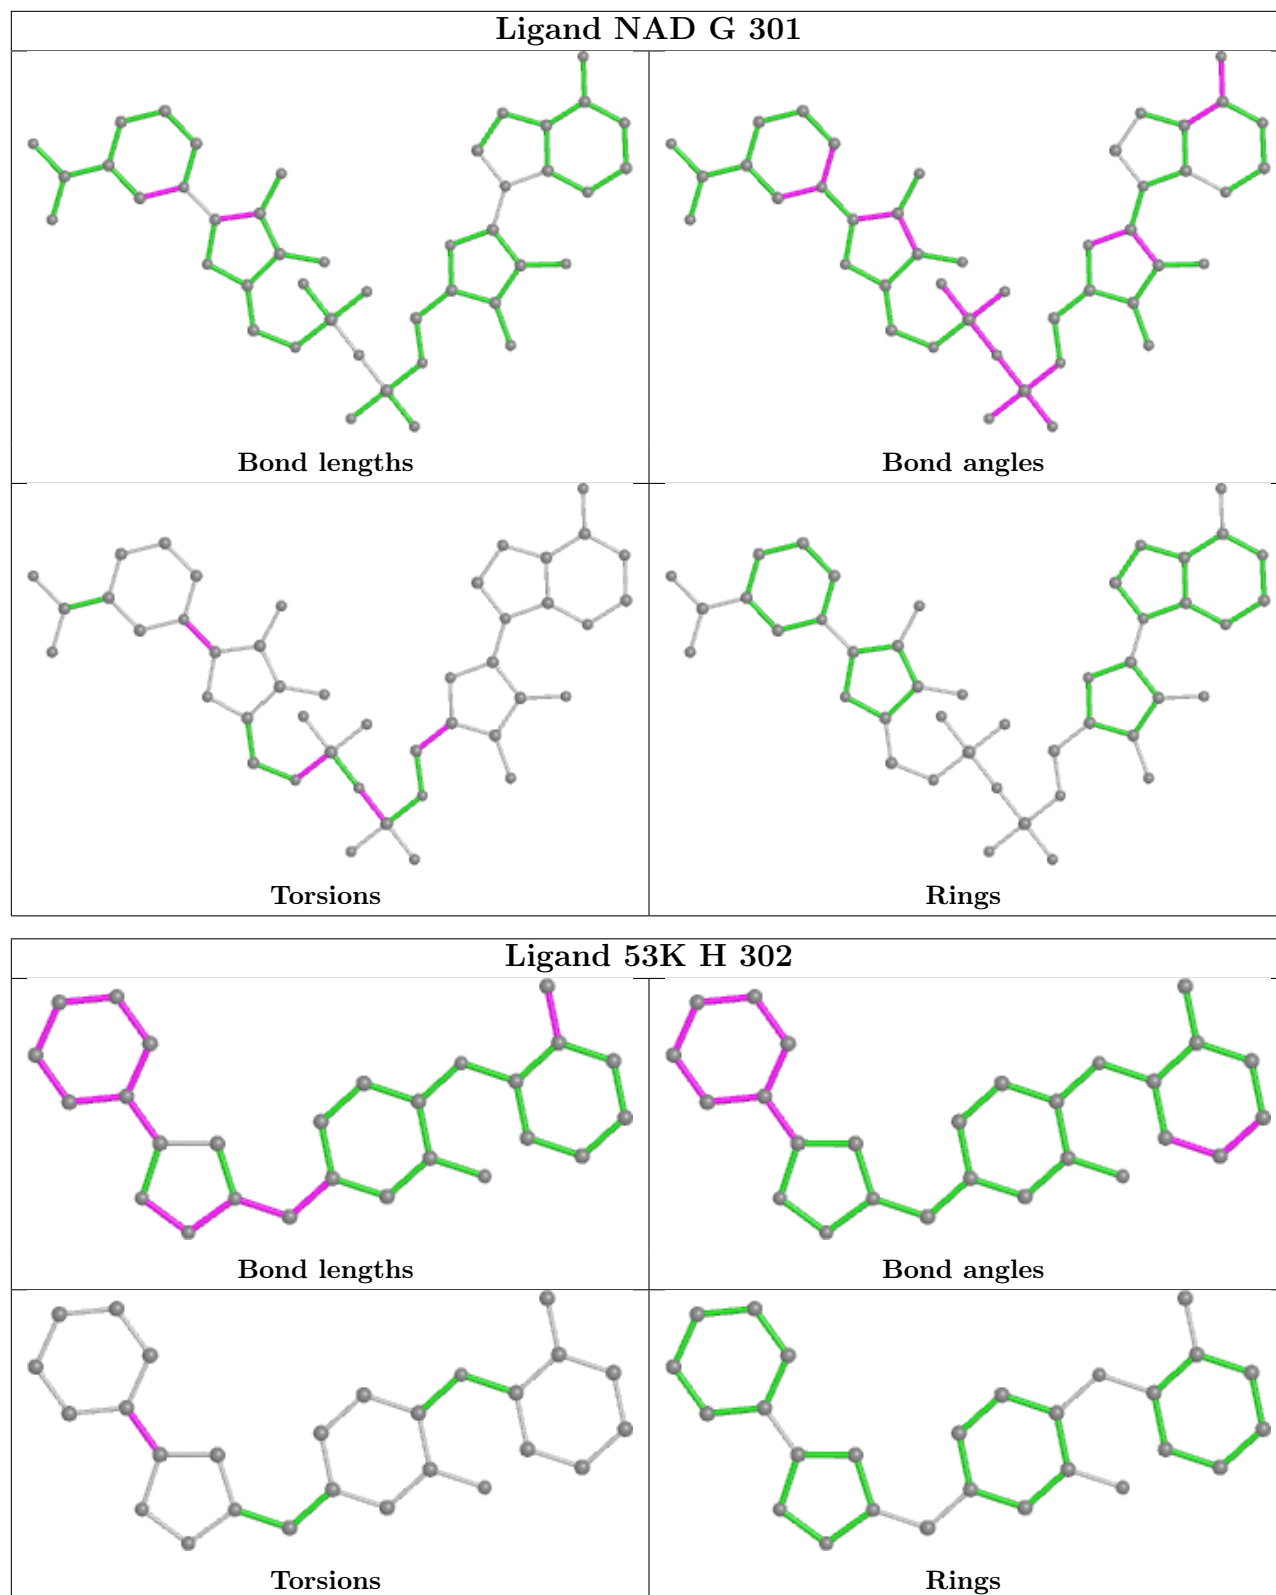 Ligand NAD G 301
Bond lengths
Bond angles
Torsions
Rings
Ligand 53K H 302
Bond lengths
Bond angles
Torsions
Rings